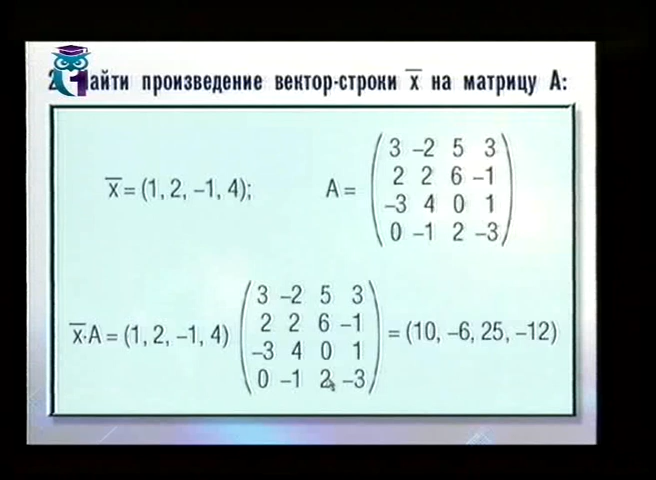 2. Найти произведение вектор-строки x̅ на матрицу А:
x̅ = (1, 2, –1, 4);
A =
3 –2 5 3
2 2 6 –1
–3 4 0 1
0 –1 2 –3
x̅·A = (1, 2, –1, 4)
3 –2 5 3
2 2 6 –1
–3 4 0 1
0 –1 2 –3
= (10, –6, 25, –12)